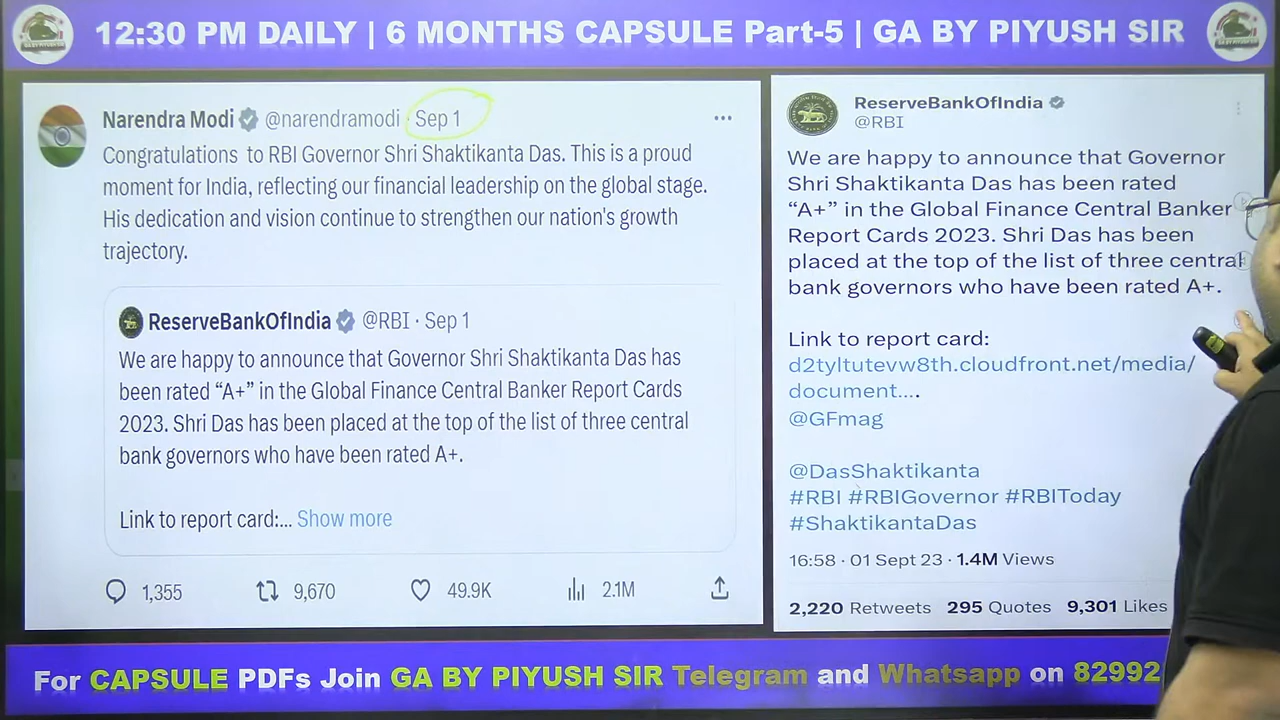 12:30 PM DAILY | 6 MONTHS CAPSULE Part-5 | GA BY PIYUSH SIR
Narendra Modi @narendramodi · Sep 1
Congratulations to RBI Governor Shri Shaktikanta Das. This is a proud
moment for India, reflecting our financial leadership on the global stage.
His dedication and vision continue to strengthen our nation's growth
trajectory.
ReserveBankOfIndia @RBI · Sep 1
We are happy to announce that Governor Shri Shaktikanta Das has
been rated “A+” in the Global Finance Central Banker Report Cards
2023. Shri Das has been placed at the top of the list of three central
bank governors who have been rated A+.
Link to report card:... Show more
1,355 9,670 49.9K 2.1M
ReserveBankOfIndia
@RBI
We are happy to announce that Governor
Shri Shaktikanta Das has been rated
“A+” in the Global Finance Central Banker
Report Cards 2023. Shri Das has been
placed at the top of the list of three central
bank governors who have been rated A+.
Link to report card:
d2tyltutevw8th.cloudfront.net/media/
document....
@GFmag
@DasShaktikanta
#RBI #RBIGovernor #RBIToday
#ShaktikantaDas
16:58 · 01 Sept 23 · 1.4M Views
2,220 Retweets 295 Quotes 9,301 Likes
For CAPSULE PDFs Join GA BY PIYUSH SIR Telegram and Whatsapp on 82992